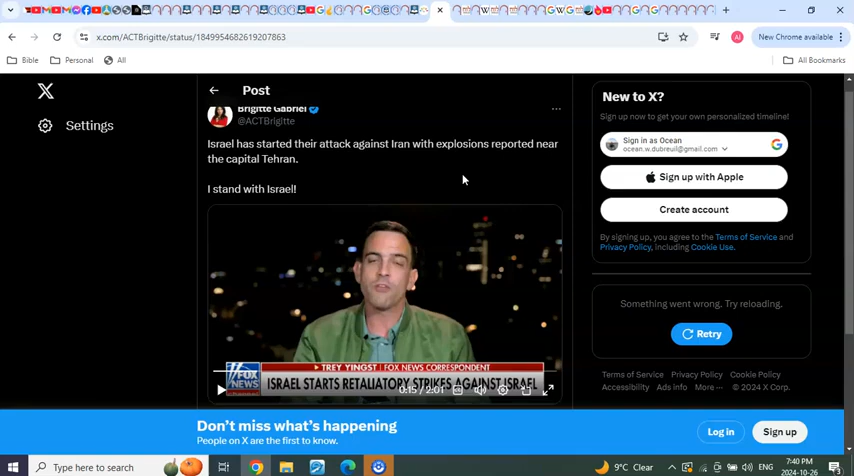 New Chrome available
x.com/ACTBrigitte/status/1849954682619207863
Bible
Personal
All
All Bookmarks
Settings
Post
Brigitte Gabriel
@ACTBrigitte
Israel has started their attack against Iran with explosions reported near
the capital Tehran.
I stand with Israel!
TREY YINGST | FOX NEWS CORRESPONDENT
FOX
NEWS
ISRAEL STARTS RETALIATORY STRIKES AGAINST ISRAEL
0:15 / 2:01
New to X?
Sign up now to get your own personalized timeline!
Sign in as Ocean
ocean.w.dubreuil@gmail.com
Sign up with Apple
Create account
By signing up, you agree to the Terms of Service and
Privacy Policy, including Cookie Use.
Something went wrong. Try reloading.
Retry
Terms of Service Privacy Policy Cookie Policy
Accessibility Ads info More ··· © 2024 X Corp.
Don't miss what's happening
People on X are the first to know.
Log in
Sign up
Type here to search
9°C Clear
ENG
7:40 PM
2024-10-26